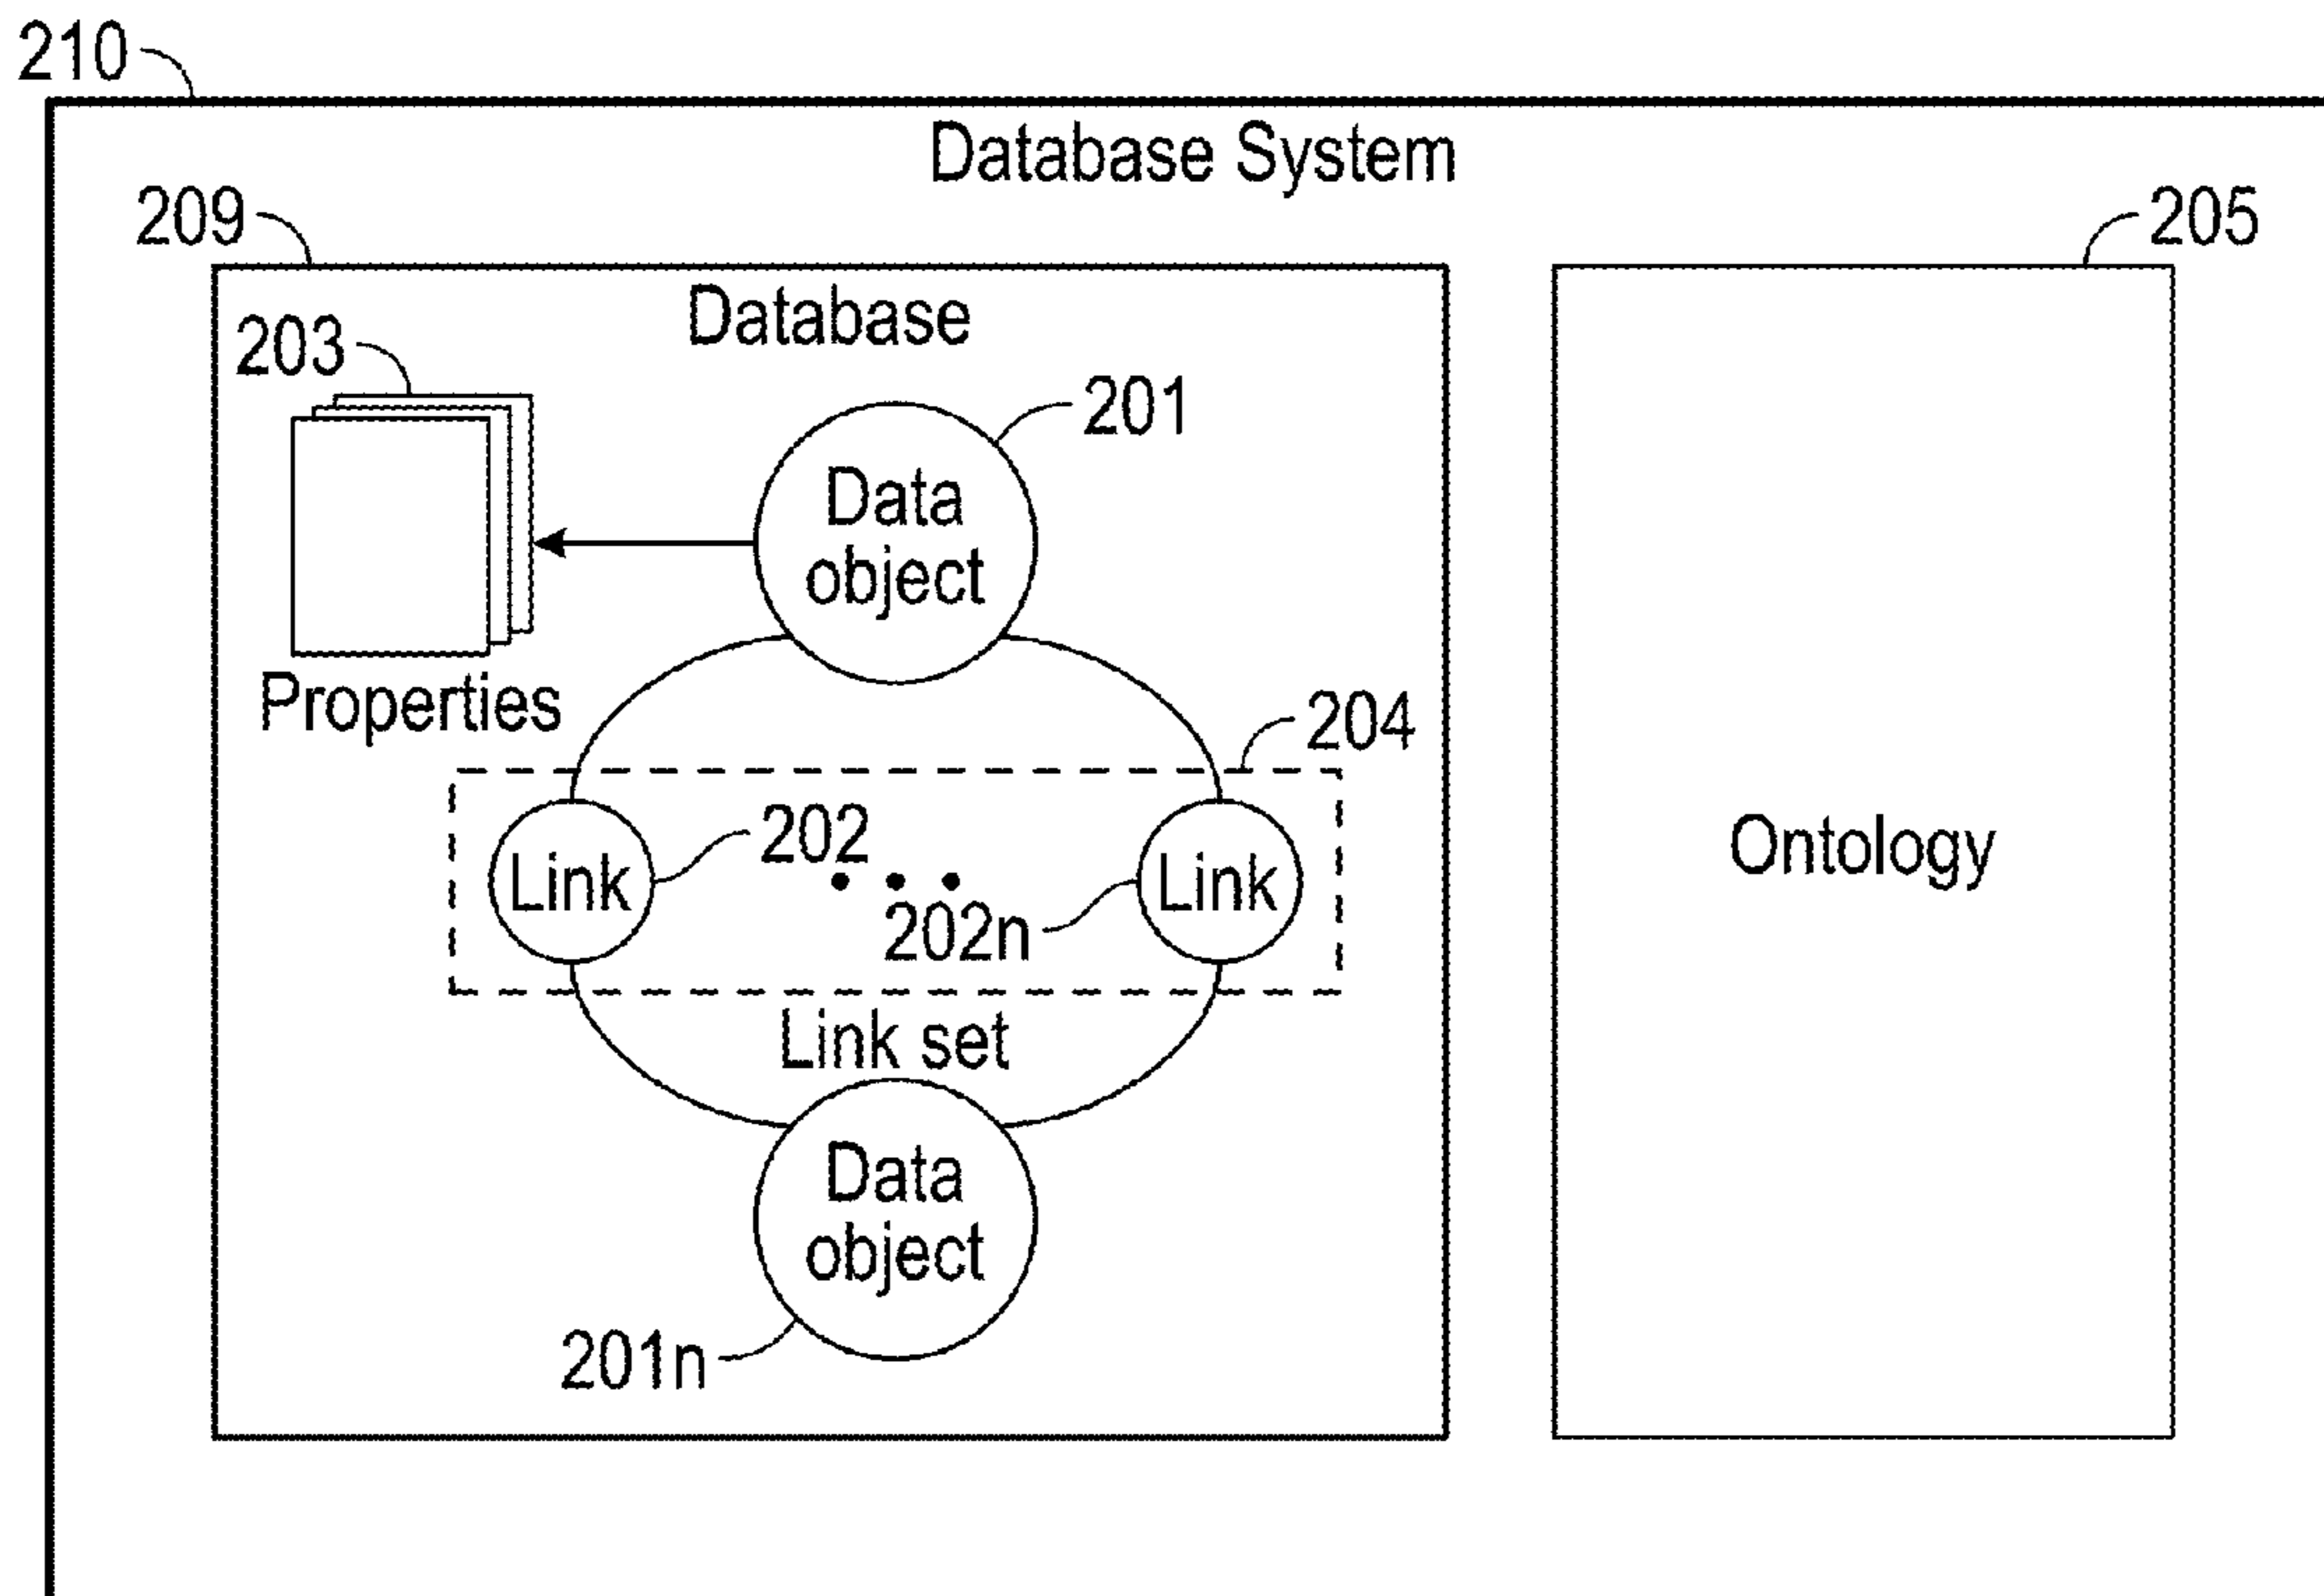 210
Database System
209
205
Database
203
201
Data
object
Properties
204
202
Link
Link
202n
Link set
Data
object
201n
Ontology